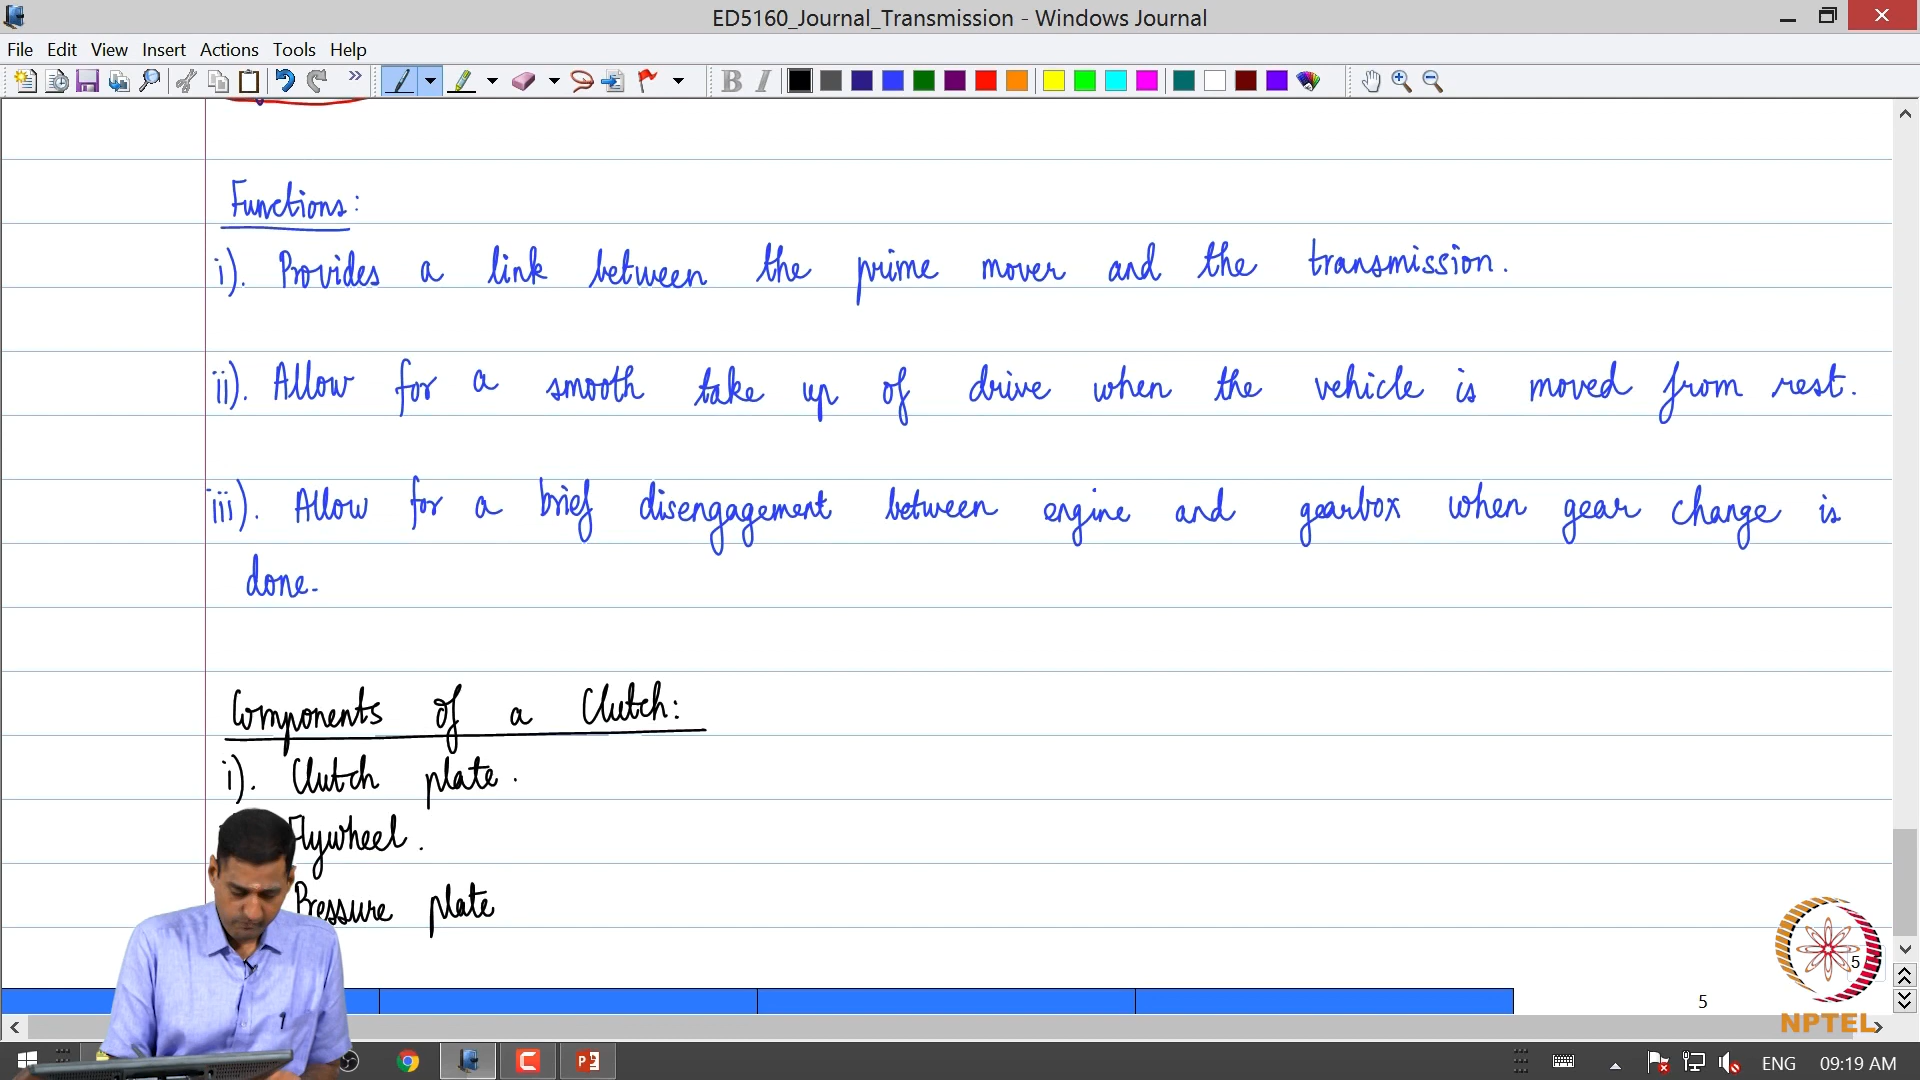 ED5160_Journal_Transmission - Windows Journal
File Edit View Insert Actions Tools Help
Functions:
i). Provides a link between the prime mover and the transmission.
ii). Allow for a smooth take up of drive when the vehicle is moved from rest.
iii). Allow for a brief disengagement between engine and gearbox when gear change is
done.
Components of a Clutch:
i). Clutch plate.
Flywheel.
Pressure plate
5
5
NPTEL
ENG 09:19 AM